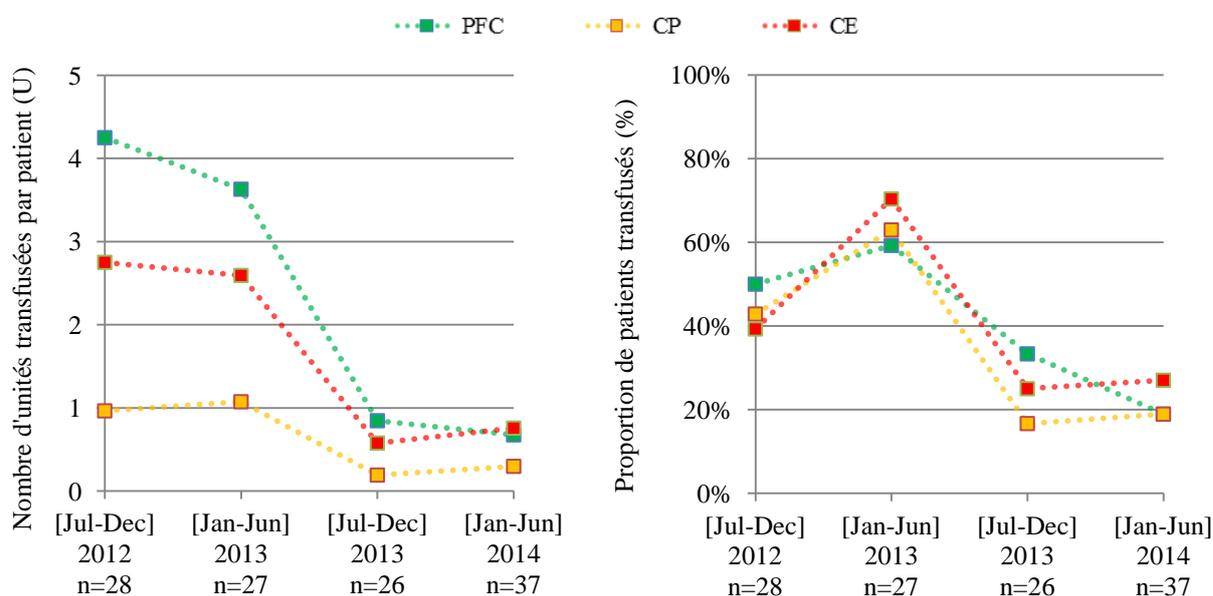 PFC CP CE
Nombre d'unités transfusées par patient (U)
5
4
3
2
1
0
[Jul-Dec] [Jan-Jun] [Jul-Dec] [Jan-Jun]
2012 2013 2013 2014
n=28 n=27 n=26 n=37
Proportion de patients transfusés (%)
100%
80%
60%
40%
20%
0%
[Jul-Dec] [Jan-Jun] [Jul-Dec] [Jan-Jun]
2012 2013 2013 2014
n=28 n=27 n=26 n=37